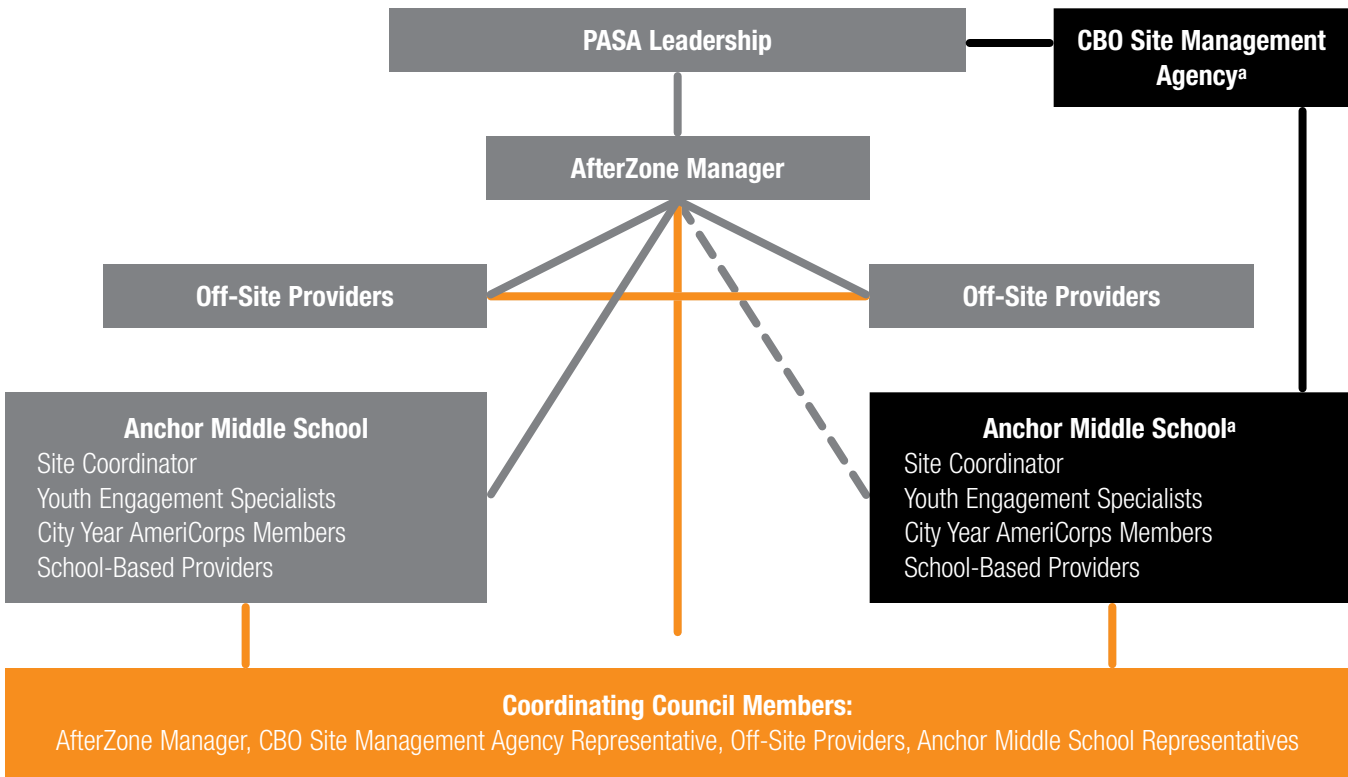 PASA Leadership
CBO Site Management
Agencyª
AfterZone Manager
Off-Site Providers
Off-Site Providers
Anchor Middle School
Site Coordinator
Youth Engagement Specialists
City Year AmeriCorps Members
School-Based Providers
Anchor Middle Schoolª
Site Coordinator
Youth Engagement Specialists
City Year AmeriCorps Members
School-Based Providers
Coordinating Council Members:
AfterZone Manager, CBO Site Management Agency Representative, Off-Site Providers, Anchor Middle School Representatives